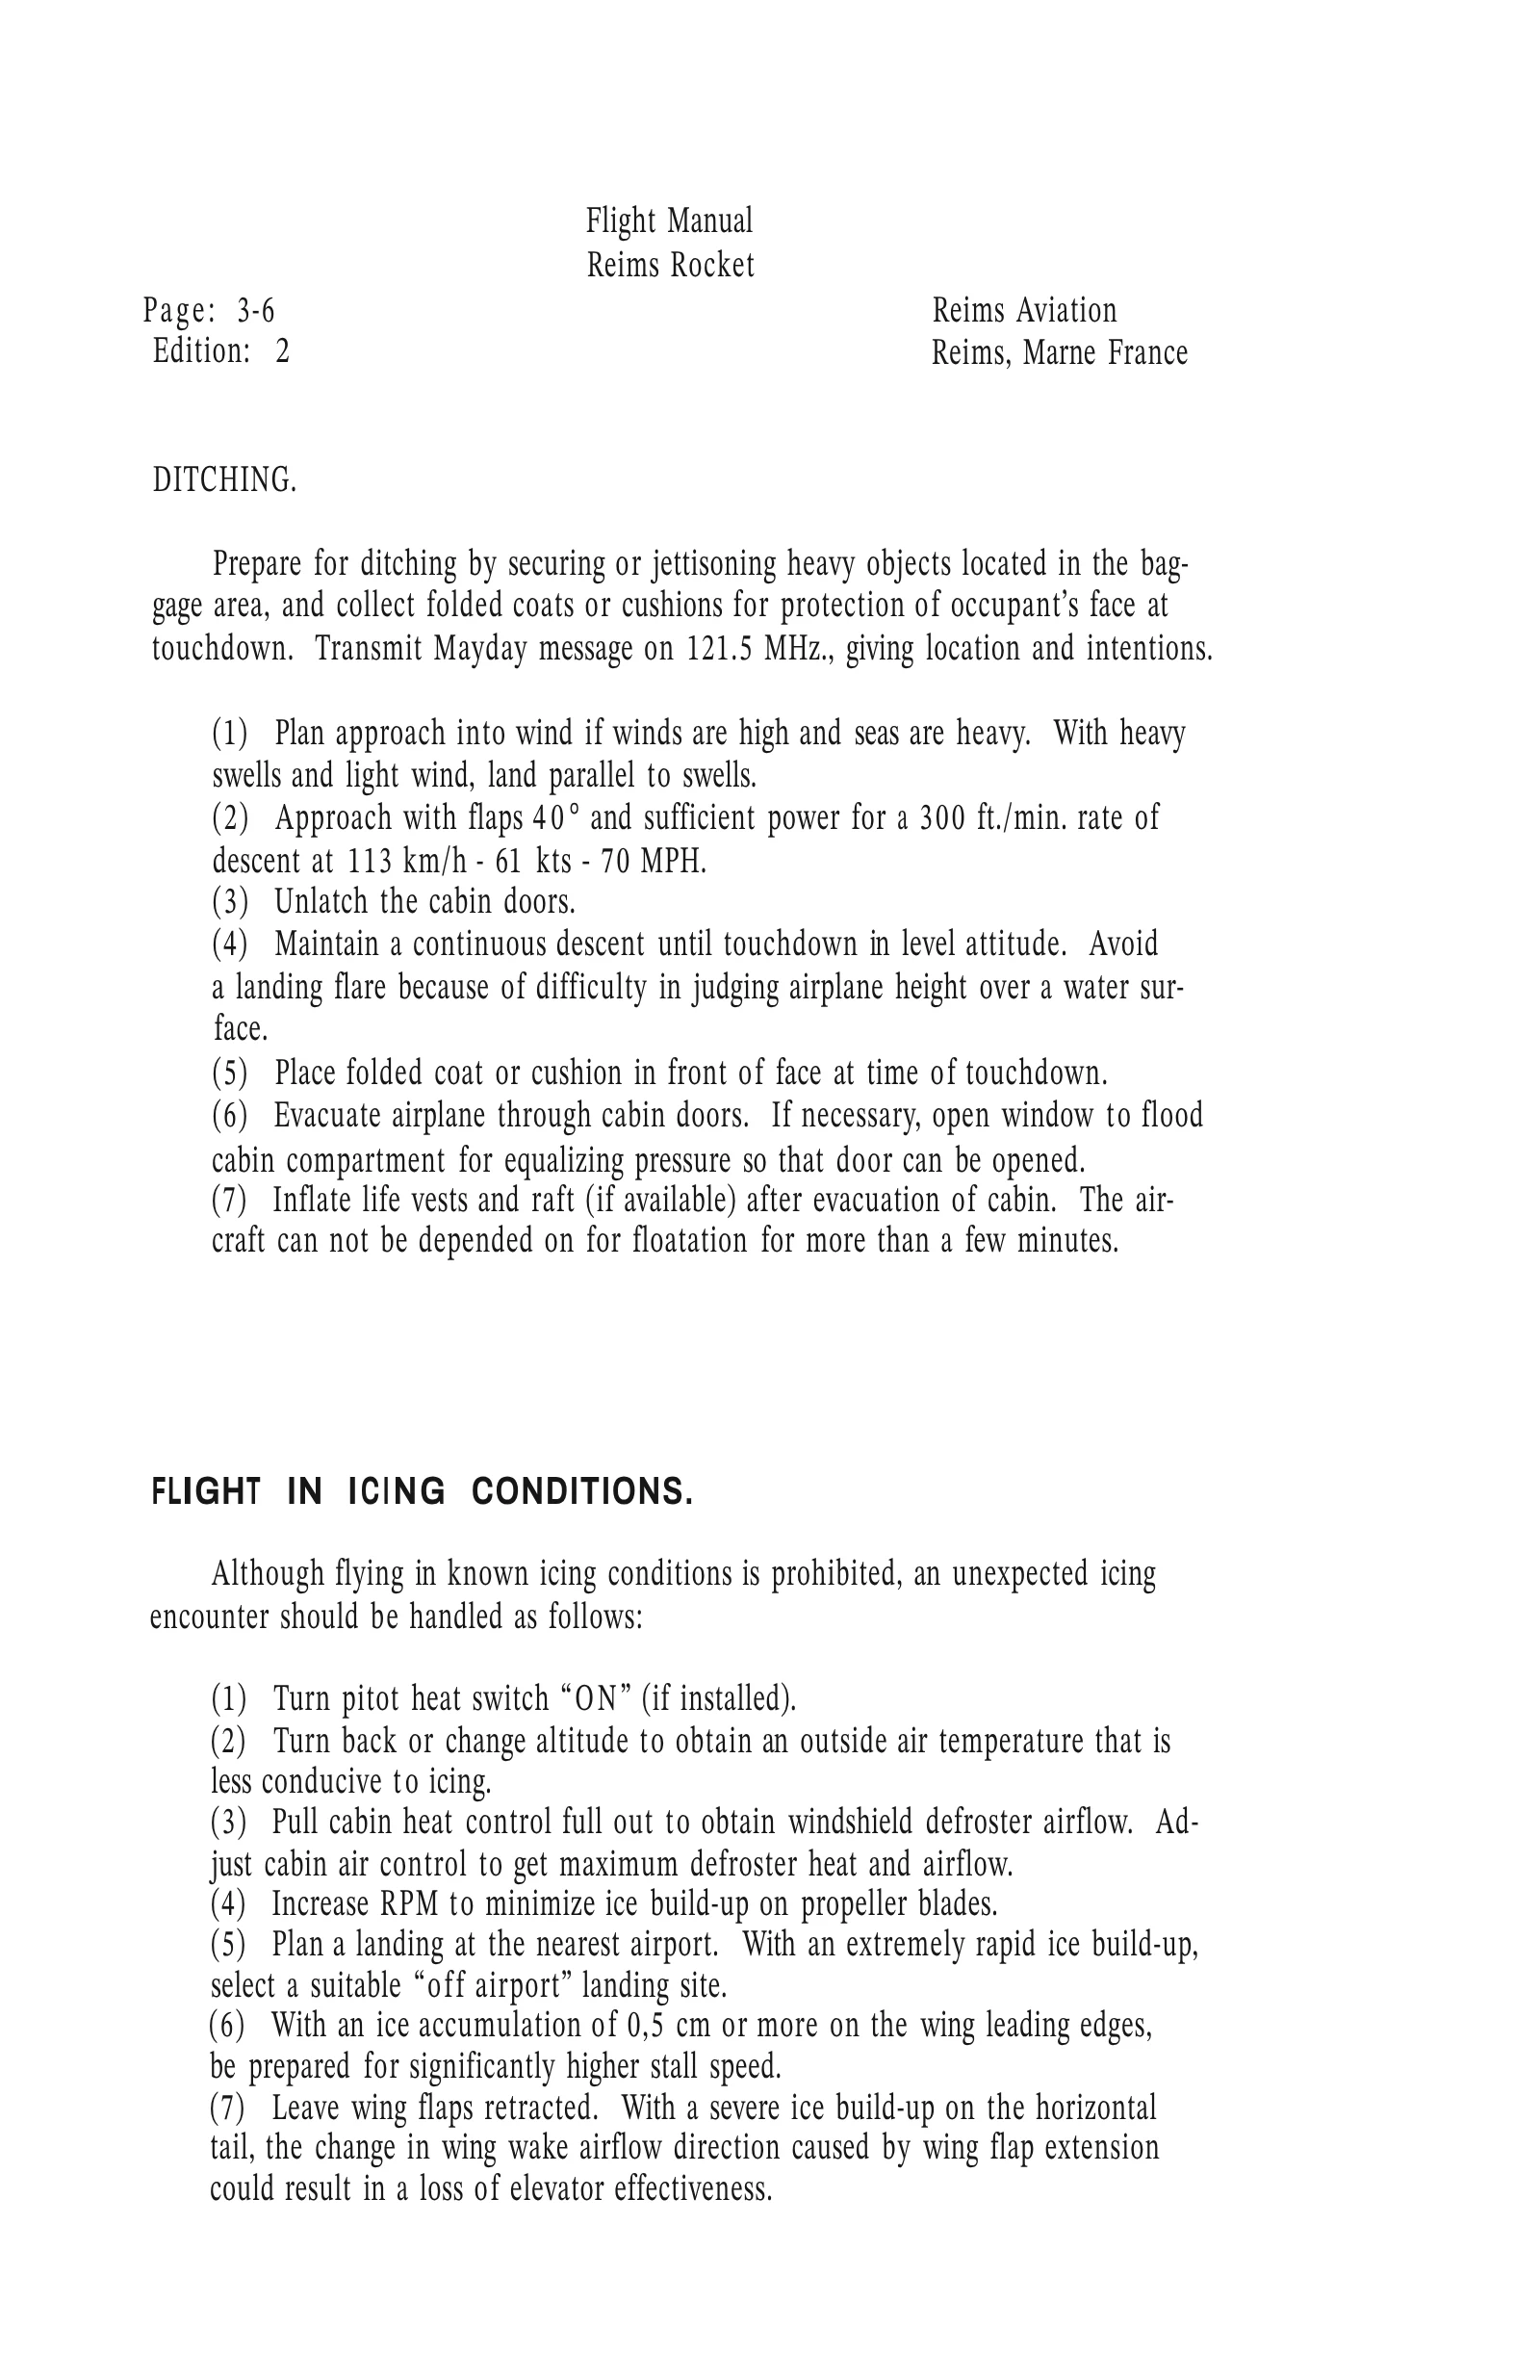 Flight Manual
Reims Rocket
Page: 3-6
Reims Aviation
Edition: 2
Reims, Marne France
DITCHING.
Prepare for ditching by securing or jettisoning heavy objects located in the bag-
gage area, and collect folded coats or cushions for protection of occupant's face at
touchdown. Transmit Mayday message on 121.5 MHz., giving location and intentions.
(1) Plan approach into wind if winds are high and seas are heavy. With heavy
swells and light wind, land parallel to swells.
(2) Approach with flaps 40° and sufficient power for a 300 ft./min. rate of
descent at 113 km/h - 61 kts - 70 MPH.
(3) Unlatch the cabin doors.
(4) Maintain a continuous descent until touchdown in level attitude. Avoid
a landing flare because of difficulty in judging airplane height over a water sur-
face.
(5) Place folded coat or cushion in front of face at time of touchdown.
(6) Evacuate airplane through cabin doors. If necessary, open window to flood
cabin compartment for equalizing pressure so that door can be opened.
(7) Inflate life vests and raft (if available) after evacuation of cabin. The air-
craft can not be depended on for floatation for more than a few minutes.
FLIGHT IN ICING CONDITIONS.
Although flying in known icing conditions is prohibited, an unexpected icing
encounter should be handled as follows:
(1) Turn pitot heat switch “ON” (if installed).
(2) Turn back or change altitude to obtain an outside air temperature that is
less conducive to icing.
(3) Pull cabin heat control full out to obtain windshield defroster airflow. Ad-
just cabin air control to get maximum defroster heat and airflow.
(4) Increase RPM to minimize ice build-up on propeller blades.
(5) Plan a landing at the nearest airport. With an extremely rapid ice build-up,
select a suitable “off airport” landing site.
(6) With an ice accumulation of 0,5 cm or more on the wing leading edges,
be prepared for significantly higher stall speed.
(7) Leave wing flaps retracted. With a severe ice build-up on the horizontal
tail, the change in wing wake airflow direction caused by wing flap extension
could result in a loss of elevator effectiveness.